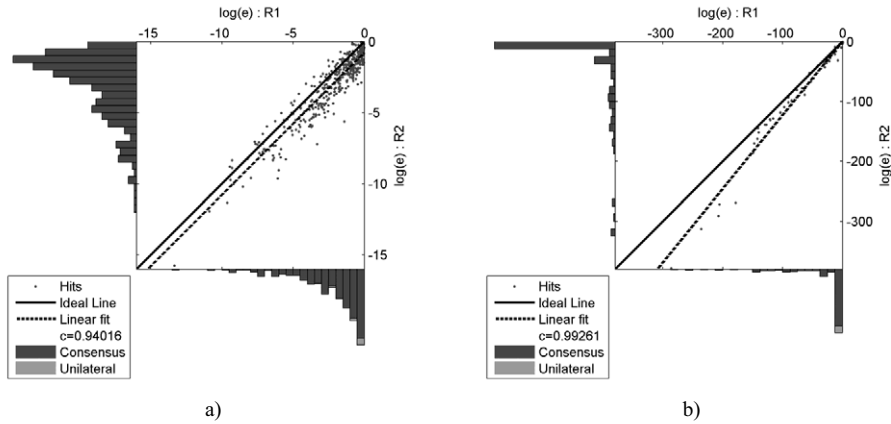 log(e) : R1
-15
-10
-5
0
0
-5
-10
-15
log(e) : R2
Hits
Ideal Line
Linear fit
c=0.94016
Consensus
Unilateral
a)
log(e) : R1
-300
-200
-100
0
0
-100
-200
-300
log(e) : R2
Hits
Ideal Line
Linear fit
c=0.99261
Consensus
Unilateral
b)